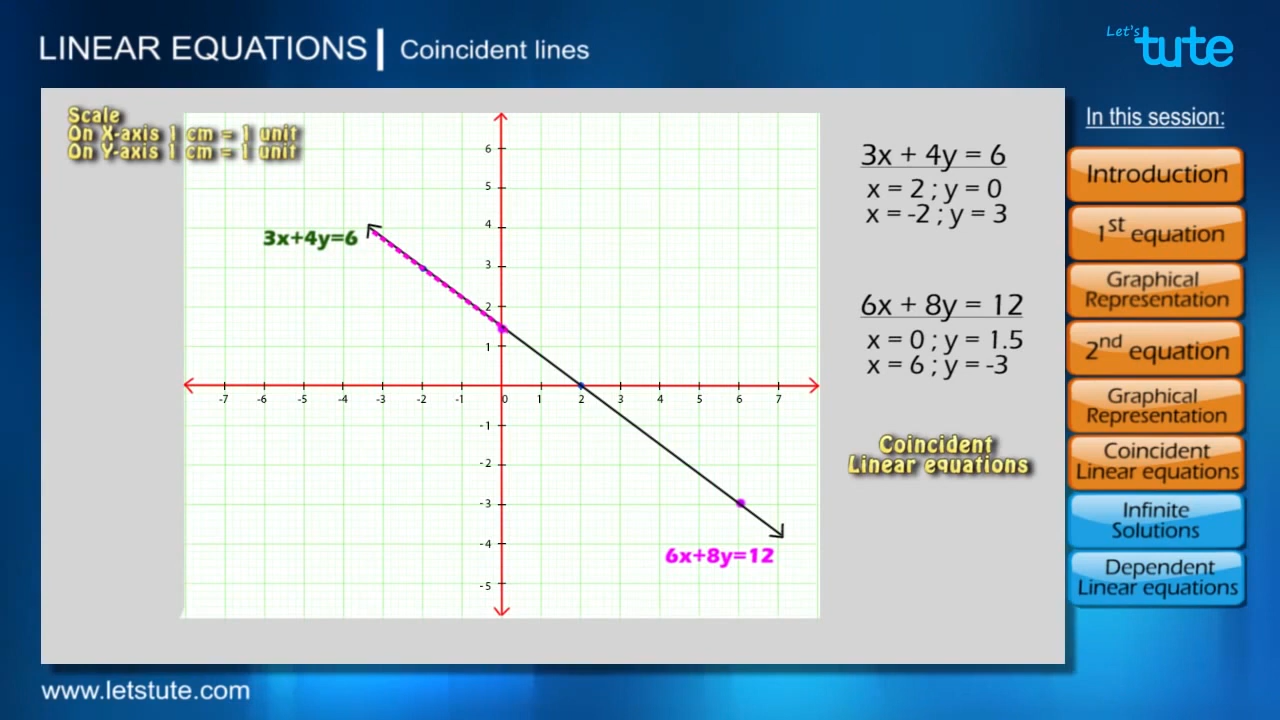 LINEAR EQUATIONS | Coincident lines
Let's tute
Scale
On X-axis 1 cm = 1 unit
On Y-axis 1 cm = 1 unit
6
5
4
3
2
1
-7 -6 -5 -4 -3 -2 -1 0 1 2 3 4 5 6 7
-1
-2
-3
-4
-5
3x+4y=6
6x+8y=12
3x + 4y = 6
x = 2 ; y = 0
x = -2 ; y = 3
6x + 8y = 12
x = 0 ; y = 1.5
x = 6 ; y = -3
Coincident
Linear equations
In this session:
Introduction
1st equation
Graphical
Representation
2nd equation
Graphical
Representation
Coincident
Linear equations
Infinite
Solutions
Dependent
Linear equations
www.letstute.com